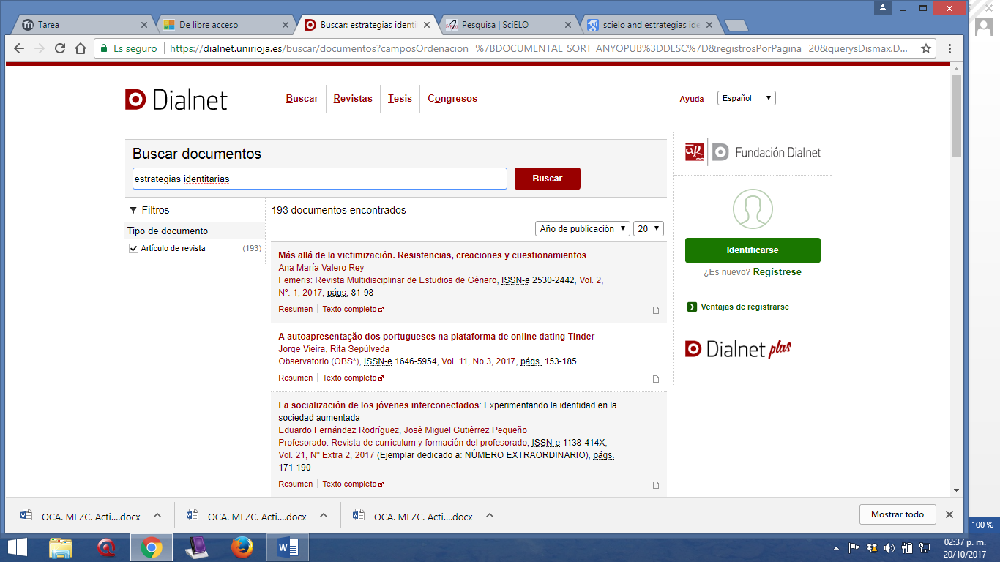 Tarea
De libre acceso
Buscar: estrategias identi
Pesquisa | SciELO
scielo and estrategias ide
Es seguro
https://dialnet.unirioja.es/buscar/documentos?camposOrdenacion=%7BDOCUMENTAL_SORT_ANYOPUB%3DDESC%7D&registrosPorPagina=20&querysDismax.D...
Dialnet
Buscar
Revistas
Tesis
Congresos
Ayuda
Español
Buscar documentos
estrategias identitarias
Buscar
Fundación Dialnet
Filtros
193 documentos encontrados
Año de publicación
20
Tipo de documento
Artículo de revista (193)
Más allá de la victimización. Resistencias, creaciones y cuestionamientos
Ana María Valero Rey
Femeris: Revista Multidisciplinar de Estudios de Género, ISSN-e 2530-2442, Vol. 2,
Nº. 1, 2017, págs. 81-98
Resumen Texto completo
A autoapresentação dos portugueses na plataforma de online dating Tinder
Jorge Vieira, Rita Sepúlveda
Observatorio (OBS*), ISSN-e 1646-5954, Vol. 11, No 3, 2017, págs. 153-185
Resumen Texto completo
La socialización de los jóvenes interconectados: Experimentando la identidad en la
sociedad aumentada
Eduardo Fernández Rodríguez, José Miguel Gutiérrez Pequeño
Profesorado: Revista de curriculum y formación del profesorado, ISSN-e 1138-414X,
Vol. 21, Nº Extra 2, 2017 (Ejemplar dedicado a: NÚMERO EXTRAORDINARIO), págs.
171-190
Resumen Texto completo
Identificarse
¿Es nuevo? Regístrese
Ventajas de registrarse
Dialnet plus
OCA. MEZC. Acti....docx
OCA. MEZC. Acti....docx
OCA. MEZC. Acti....docx
Mostrar todo
100 %
02:37 p. m.
20/10/2017